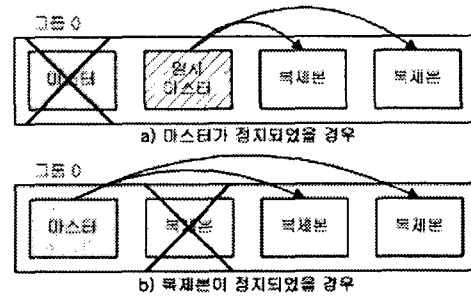 그룹 0
마스터
임시
마스터
복제본
복제본
a) 마스터가 정지되었을 경우
그룹 0
마스터
복제본
복제본
복제본
b) 복제본이 정지되었을 경우